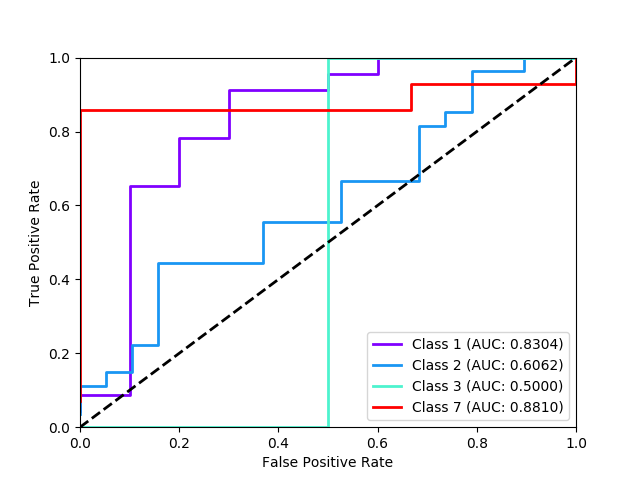 1.0
0.8
0.6
0.4
0.2
0.0
True Positive Rate
Class 1 (AUC: 0.8304)
Class 2 (AUC: 0.6062)
Class 3 (AUC: 0.5000)
Class 7 (AUC: 0.8810)
0.0 0.2 0.4 0.6 0.8 1.0
False Positive Rate